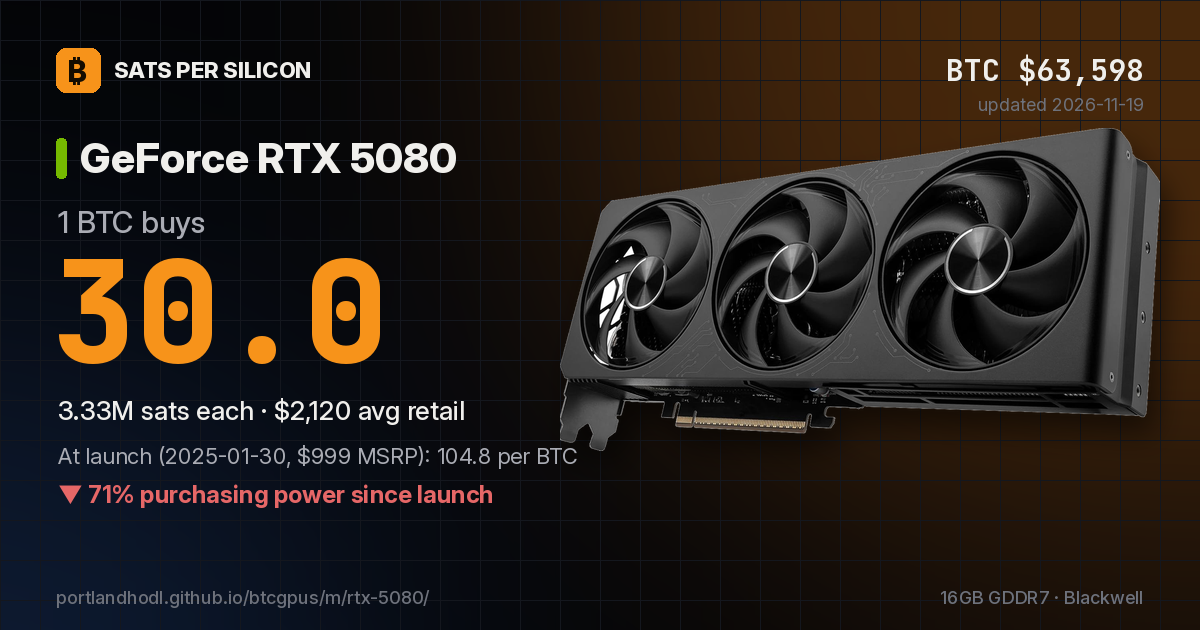 ₿ SATS PER SILICON
BTC $63,598
updated 2026-11-19
GeForce RTX 5080
1 BTC buys
30.0
3.33M sats each · $2,120 avg retail
At launch (2025-01-30, $999 MSRP): 104.8 per BTC
▼ 71% purchasing power since launch
portlandhodl.github.io/btcgpus/m/rtx-5080/
16GB GDDR7 · Blackwell